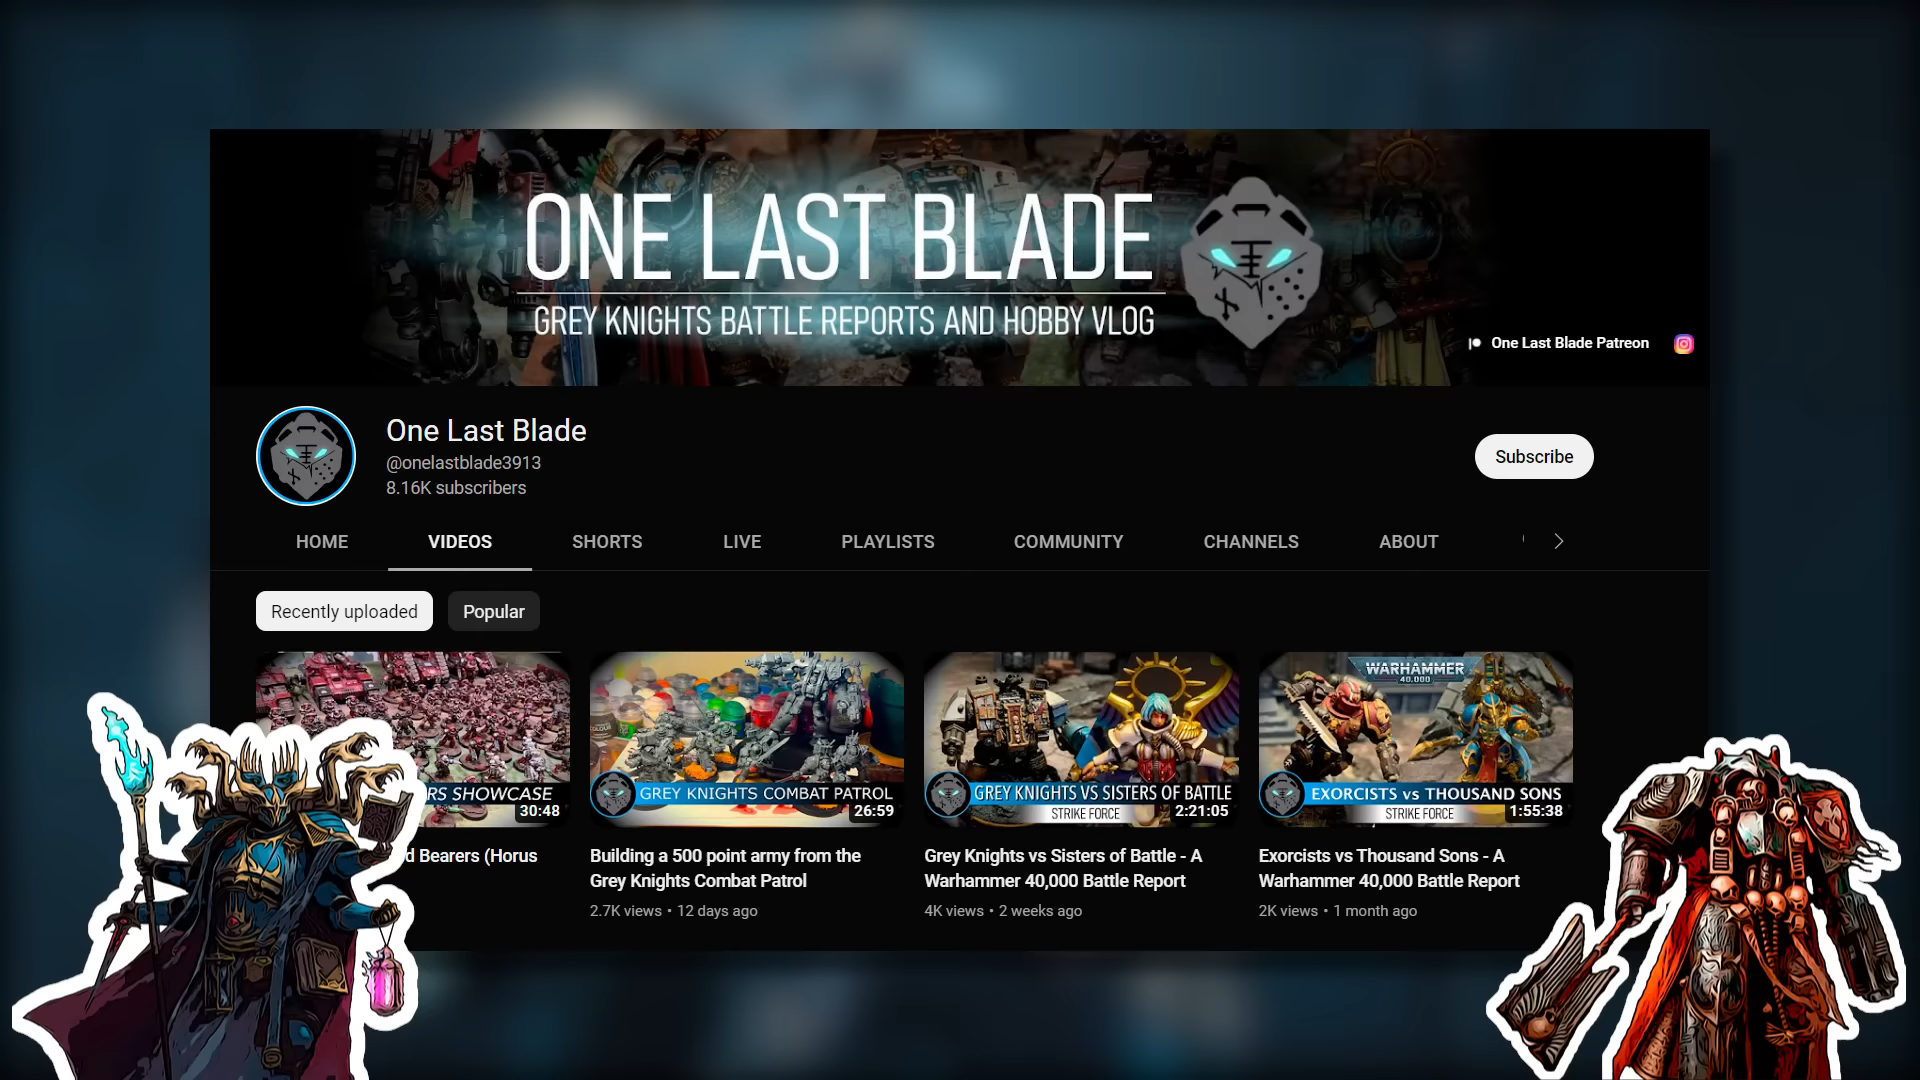 ONE LAST BLADE
GREY KNIGHTS BATTLE REPORTS AND HOBBY VLOG
One Last Blade Patreon
One Last Blade
@onelastblade3913
8.16K subscribers
Subscribe
HOME
VIDEOS
SHORTS
LIVE
PLAYLISTS
COMMUNITY
CHANNELS
ABOUT
Recently uploaded
Popular
RS SHOWCASE
30:48
d Bearers (Horus
GREY KNIGHTS COMBAT PATROL
26:59
Building a 500 point army from the
Grey Knights Combat Patrol
2.7K views • 12 days ago
GREY KNIGHTS VS SISTERS OF BATTLE
STRIKE FORCE
2:21:05
Grey Knights vs Sisters of Battle - A
Warhammer 40,000 Battle Report
4K views • 2 weeks ago
WARHAMMER
40,000
EXORCISTS vs THOUSAND SONS
STRIKE FORCE
1:55:38
Exorcists vs Thousand Sons - A
Warhammer 40,000 Battle Report
2K views • 1 month ago